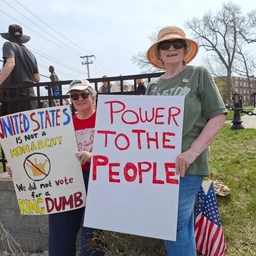 UNITED STATES
IS NOT A
MONARCHY
We did not vote
for a
KING DUMB
POWER
TO THE
PEOPLE